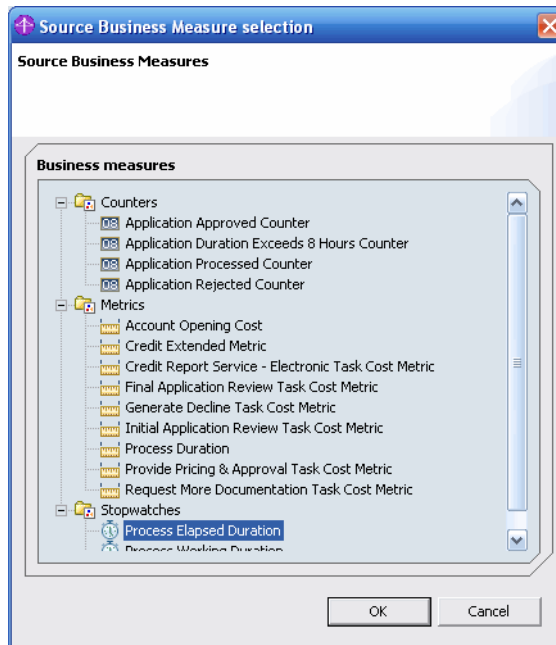 Source Business Measure selection
Source Business Measures
Business measures
Counters
Application Approved Counter
Application Duration Exceeds 8 Hours Counter
Application Processed Counter
Application Rejected Counter
Metrics
Account Opening Cost
Credit Extended Metric
Credit Report Service - Electronic Task Cost Metric
Final Application Review Task Cost Metric
Generate Decline Task Cost Metric
Initial Application Review Task Cost Metric
Process Duration
Provide Pricing & Approval Task Cost Metric
Request More Documentation Task Cost Metric
Stopwatches
Process Elapsed Duration
Process Working Duration
OK Cancel